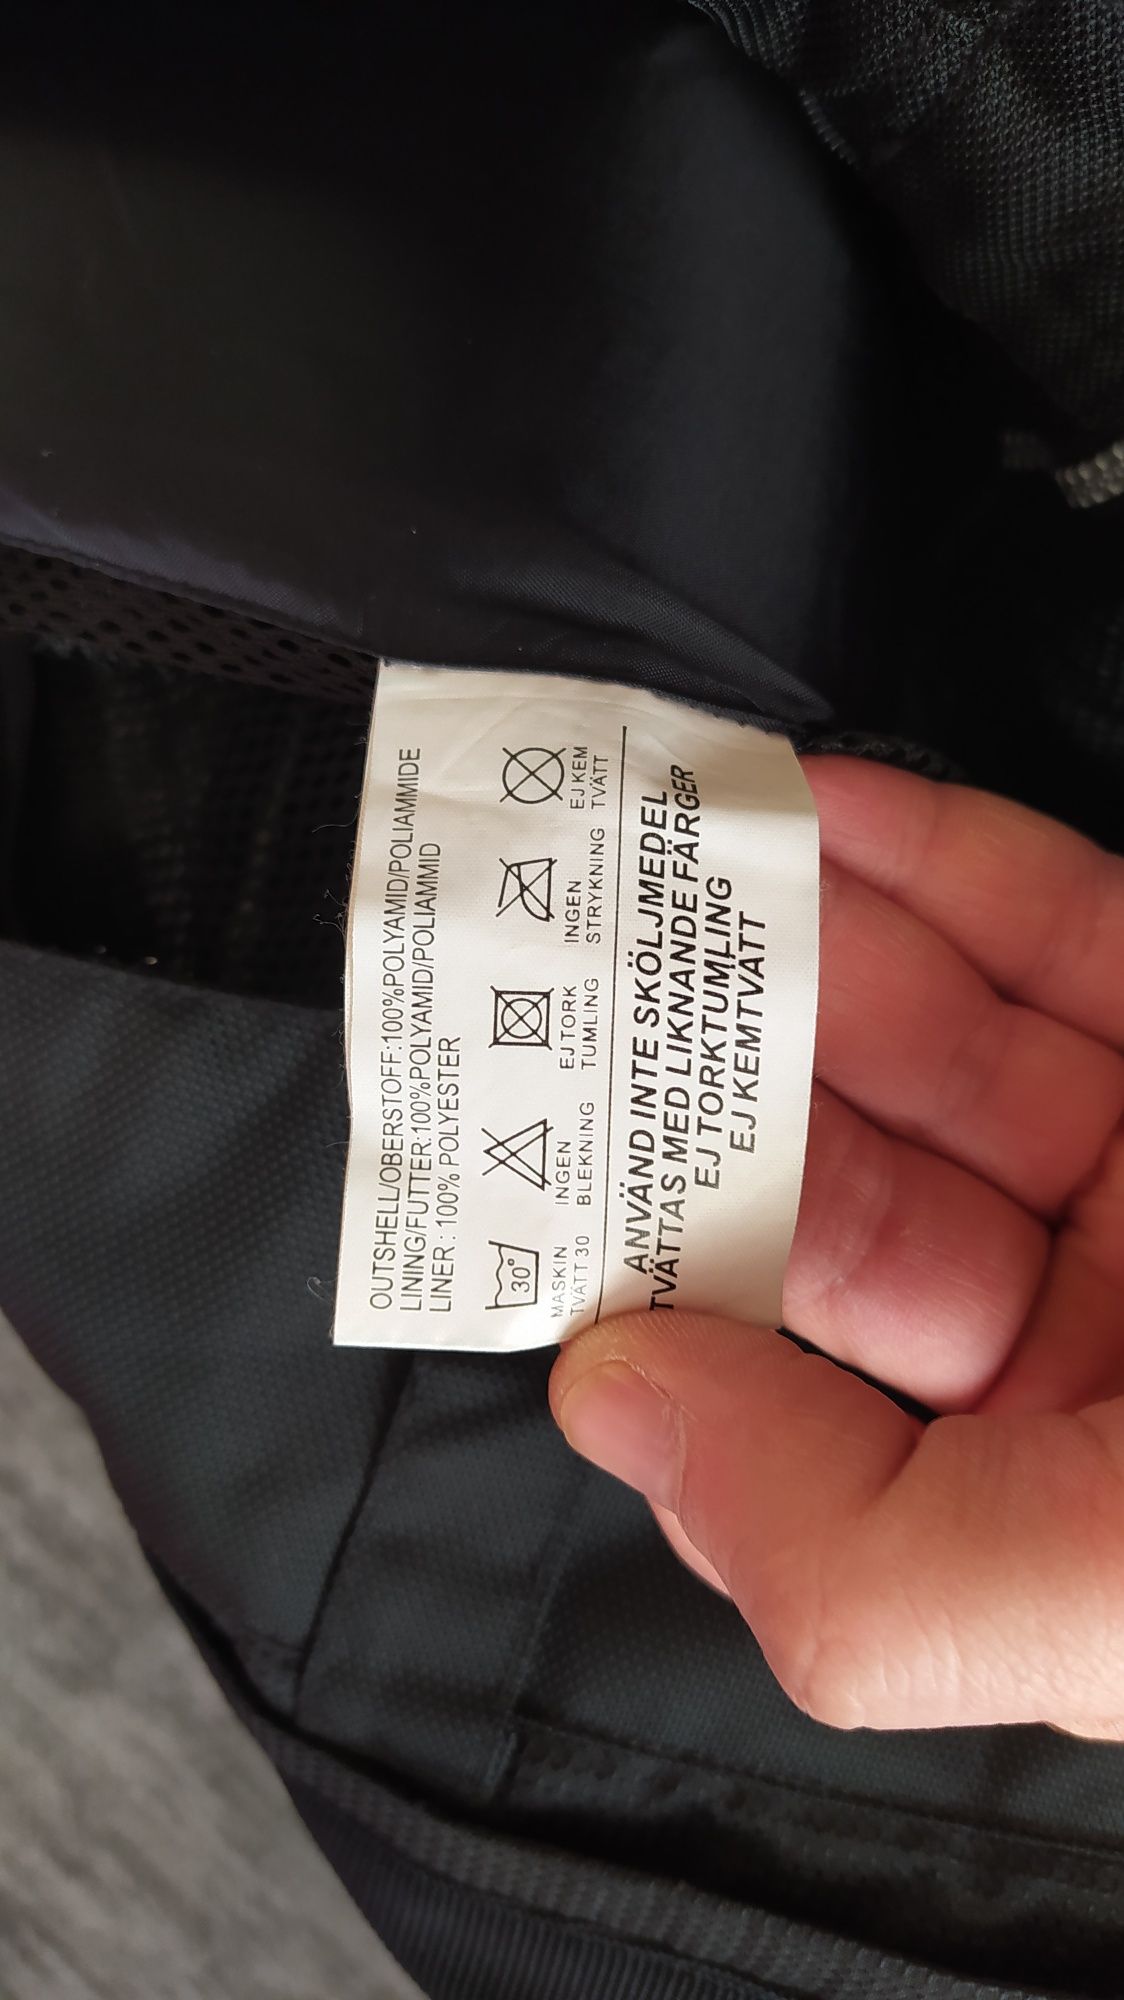 OUTSHELL/OBERSTOFF:100%POLYAMID/POLIAMMIDE
LINING/FUTTER:100%POLYAMID/POLIAMMID
LINER : 100% POLYESTER
30°
MASKIN
TVÄTT 30
INGEN
BLEKNING
EJ TORK
TUMLING
INGEN
STRYKNING
EJ KEM
TVÄTT
ANVÄND INTE SKÖLJMEDEL
TVÄTTAS MED LIKNANDE FÄRGER
EJ TORKTUMLING
EJ KEMTVÄTT